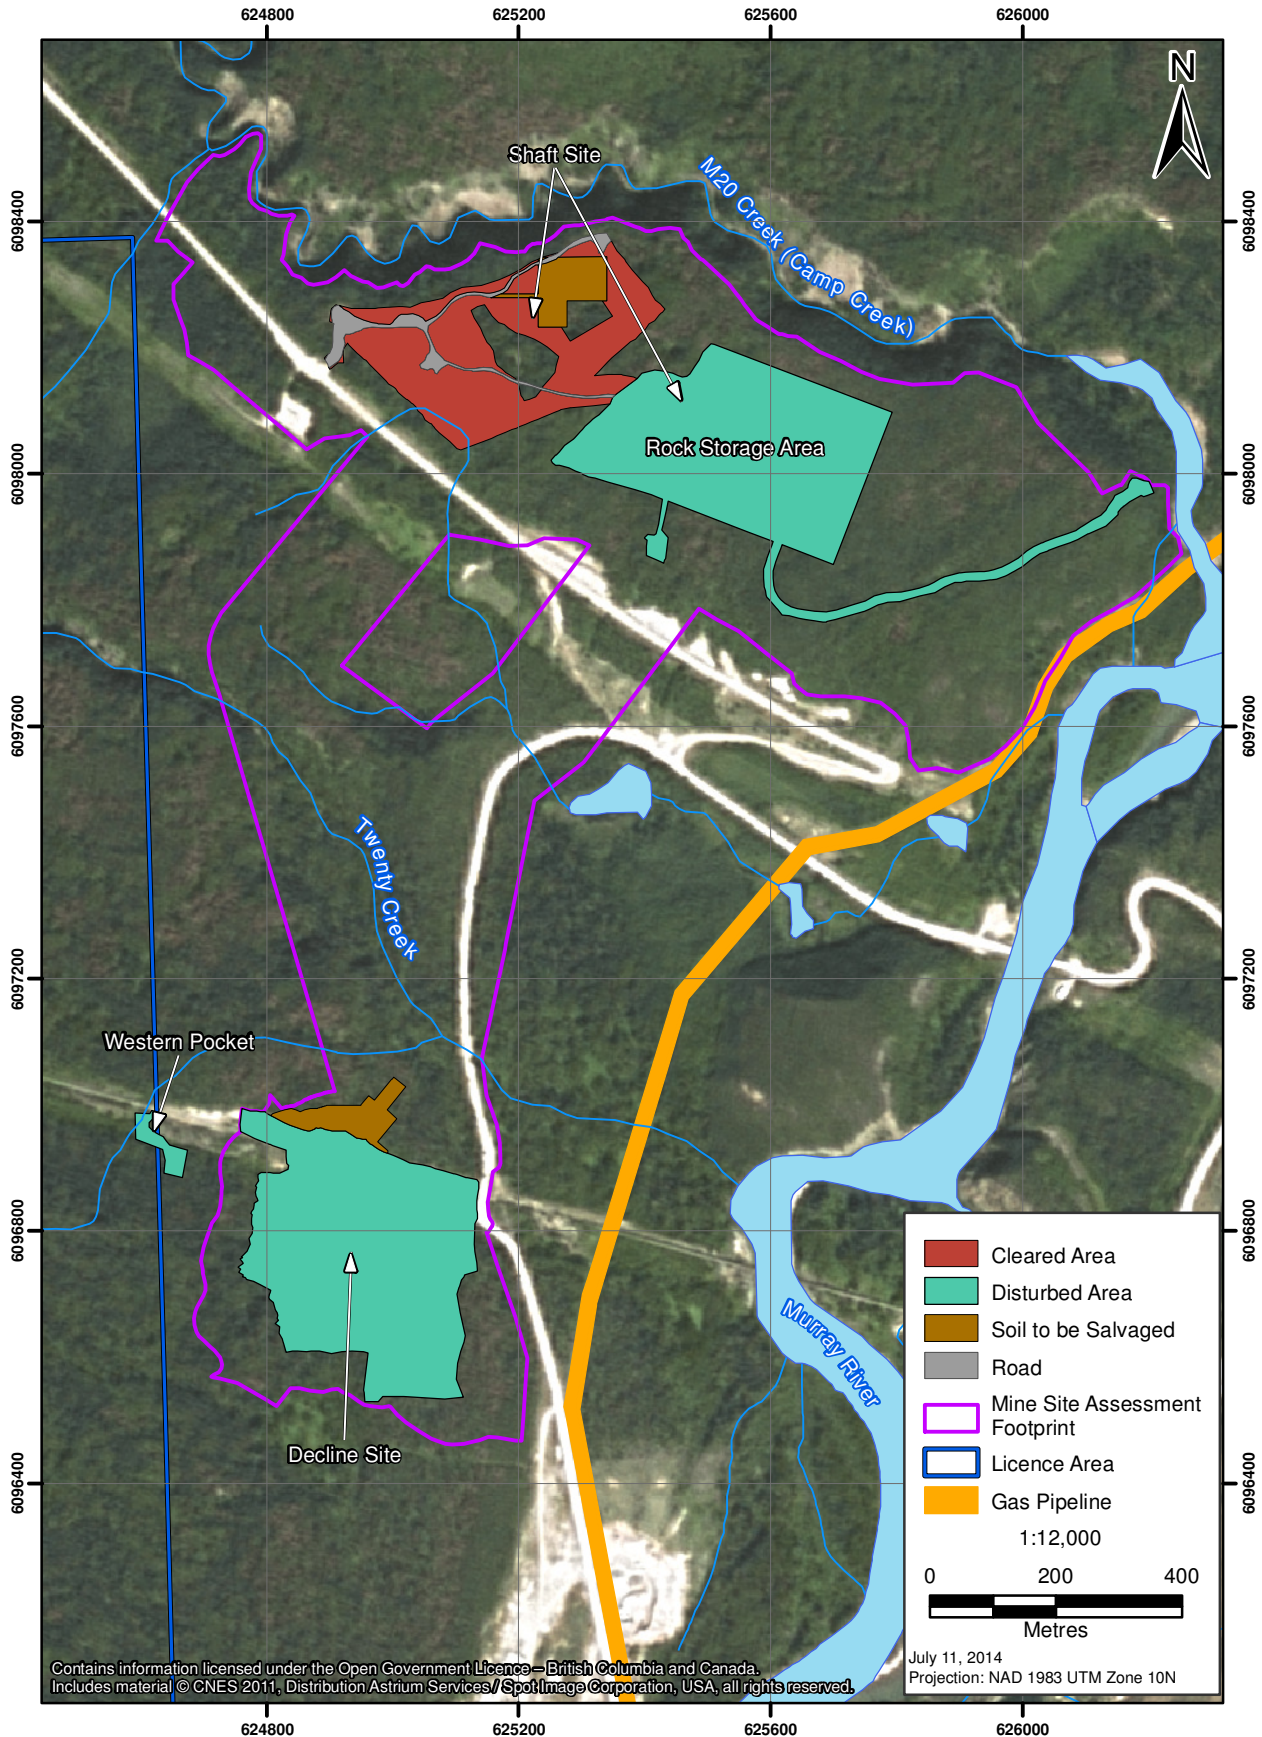 624800 625200 625600 626000
N
Shaft Site
M20 Creek (Camp Creek)
6098400 6098400
Rock Storage Area
6098000 6098000
6097600 6097600
Twenty Creek
6097200 6097200
Western Pocket
6096800 6096800
Murray River
Decline Site
6096400 6096400
Cleared Area
Disturbed Area
Soil to be Salvaged
Road
Mine Site Assessment
Footprint
Licence Area
Gas Pipeline
1:12,000
0 200 400
Metres
July 11, 2014
Projection: NAD 1983 UTM Zone 10N
Contains information licensed under the Open Government Licence – British Columbia and Canada.
Includes material © CNES 2011, Distribution Astrium Services / Spot Image Corporation, USA, all rights reserved.
624800 625200 625600 626000